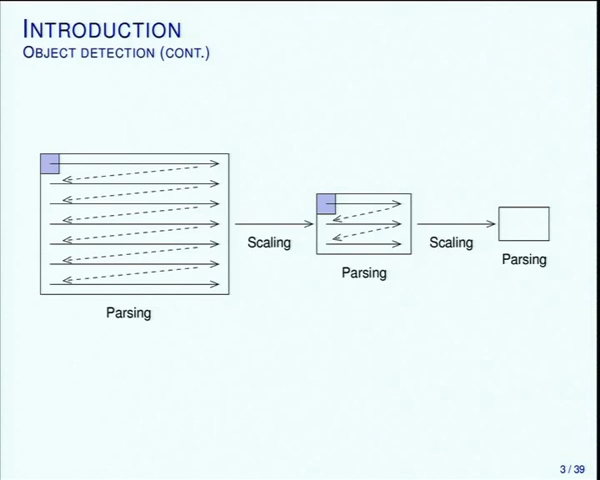 INTRODUCTION
OBJECT DETECTION (CONT.)
Scaling
Scaling
Parsing
Parsing
Parsing
3 / 39